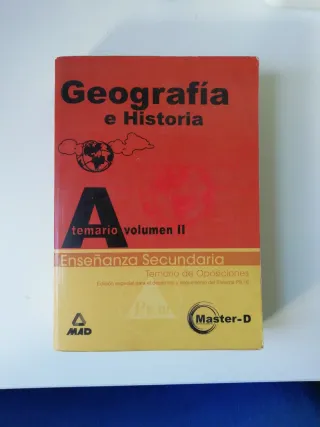 Geografía
e Historia
A
temario volumen II
Enseñanza Secundaria
Temario de Oposiciones
MAD
Master-D